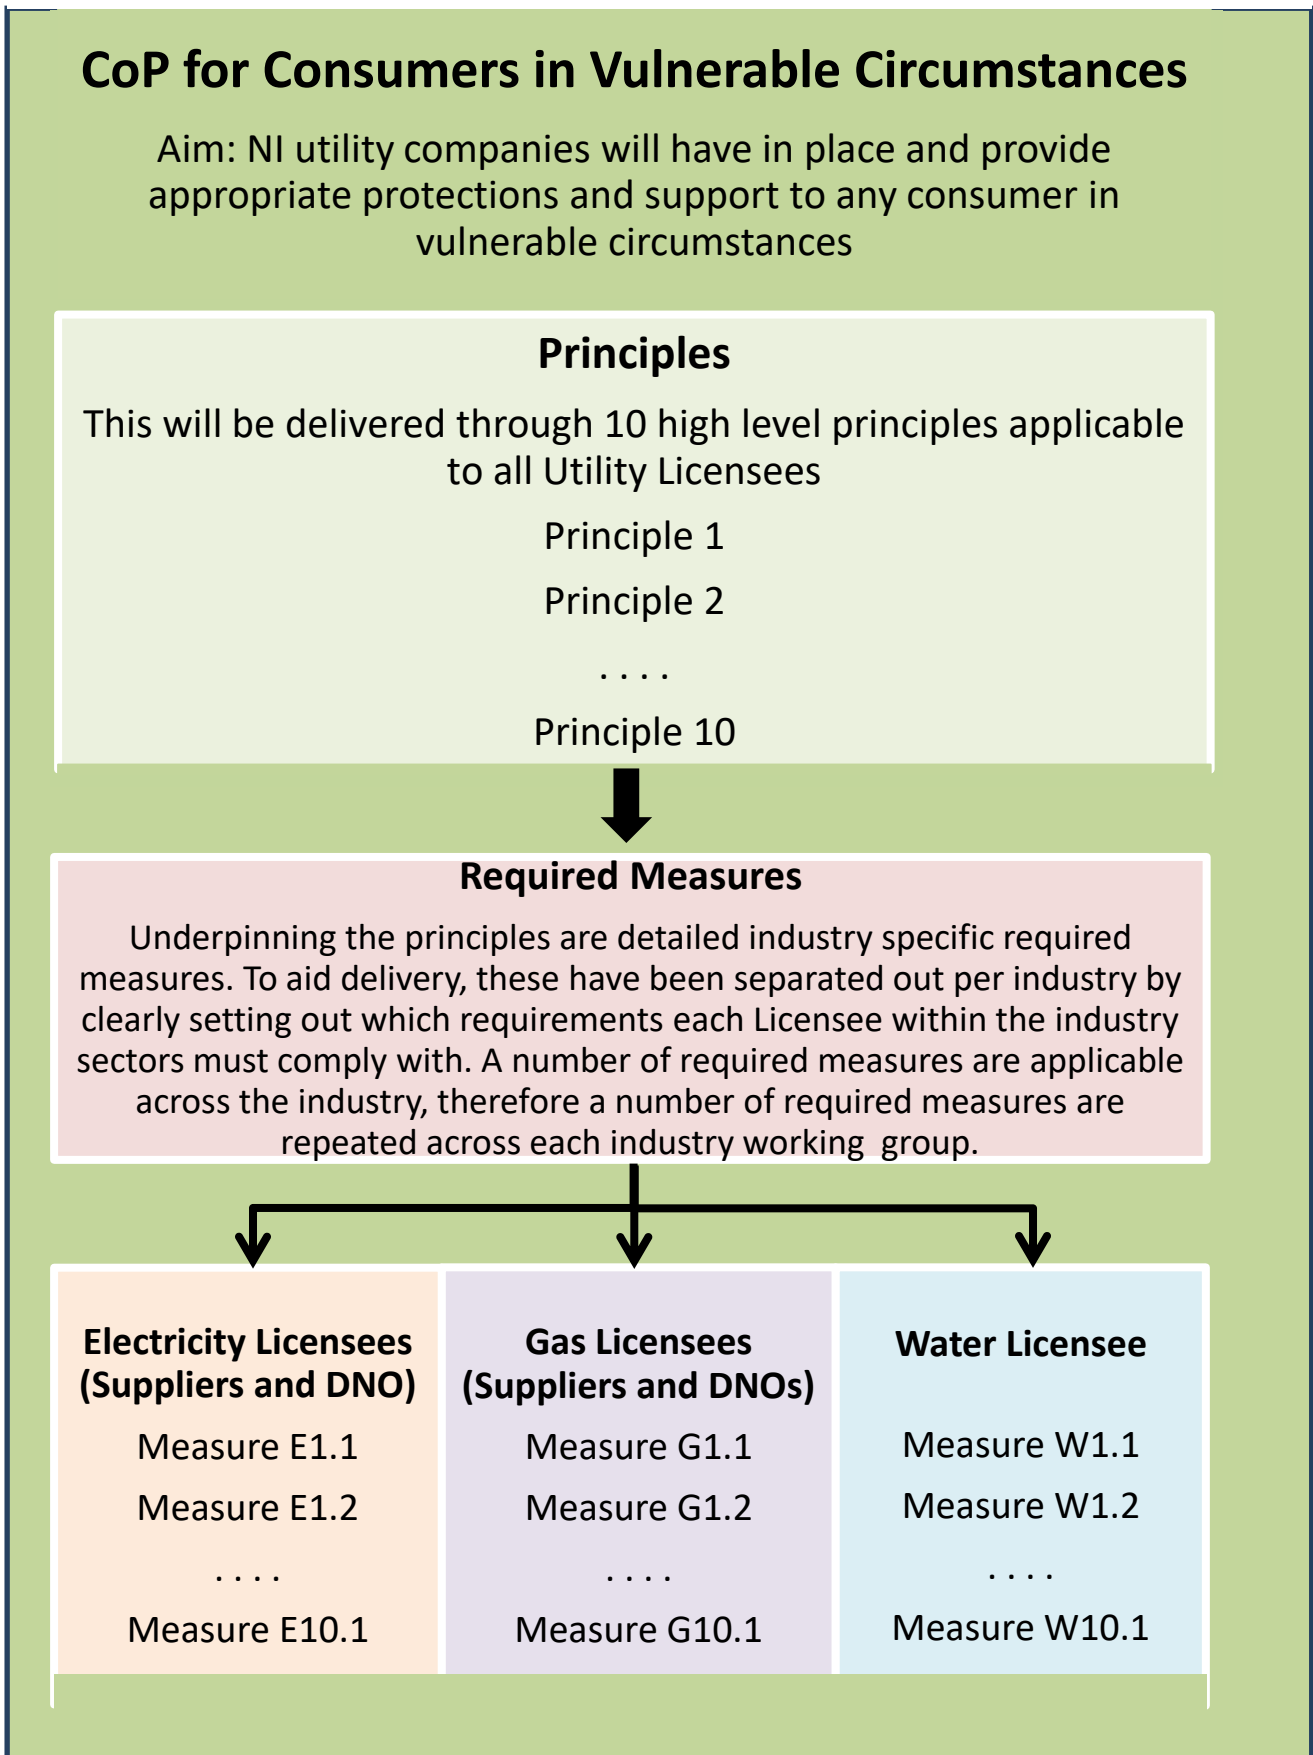 CoP for Consumers in Vulnerable Circumstances
Aim: NI utility companies will have in place and provide
appropriate protections and support to any consumer in
vulnerable circumstances
Principles
This will be delivered through 10 high level principles applicable
to all Utility Licensees
Principle 1
Principle 2
. . . .
Principle 10
Required Measures
Underpinning the principles are detailed industry specific required
measures. To aid delivery, these have been separated out per industry by
clearly setting out which requirements each Licensee within the industry
sectors must comply with. A number of required measures are applicable
across the industry, therefore a number of required measures are
repeated across each industry working  group.
Electricity Licensees
(Suppliers and DNO)
Measure E1.1
Measure E1.2
. . . .
Measure E10.1
Gas Licensees
(Suppliers and DNOs)
Measure G1.1
Measure G1.2
. . . .
Measure G10.1
Water Licensee
Measure W1.1
Measure W1.2
. . . .
Measure W10.1